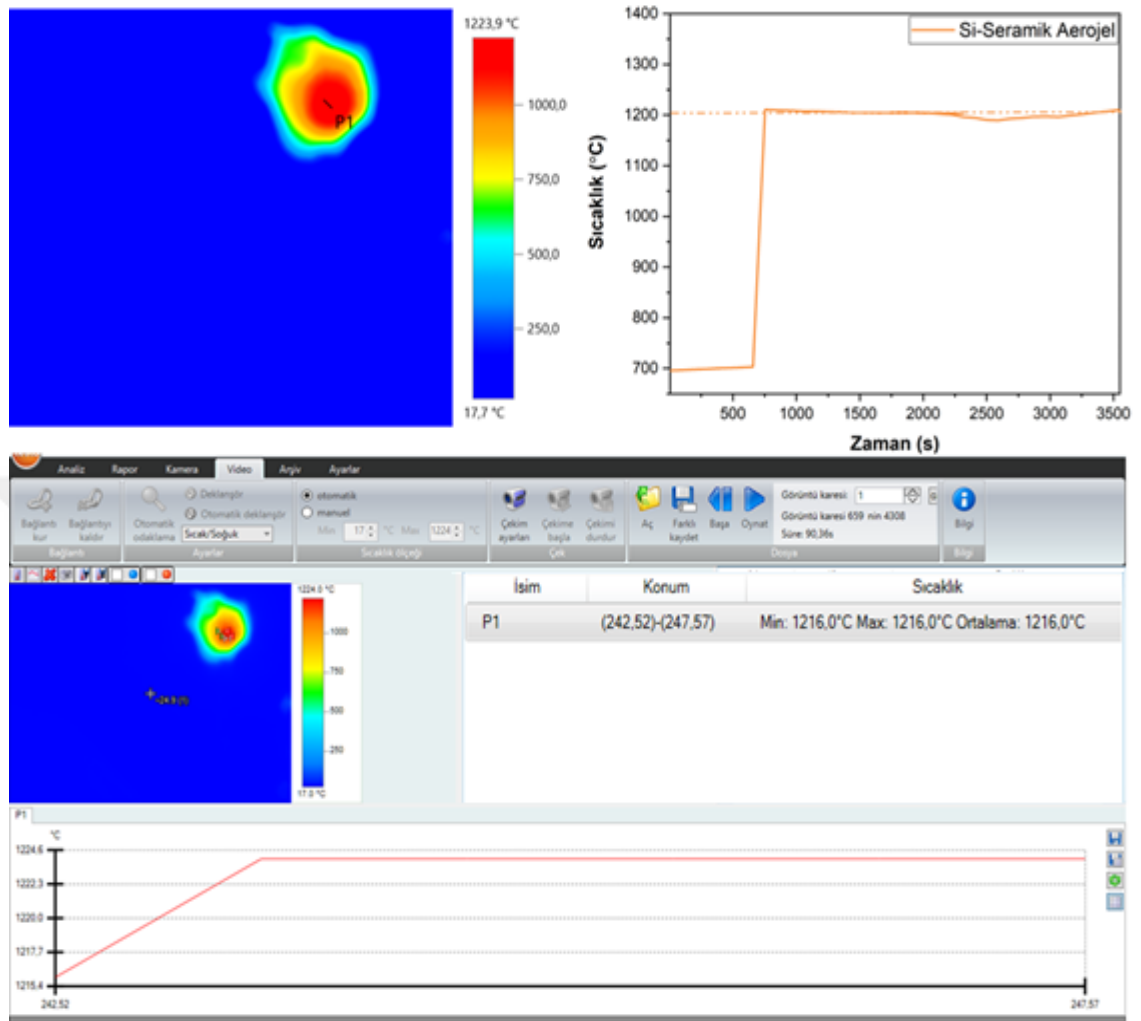 1223,9 °C
1000,0
750,0
500,0
250,0
17,7 °C
P1
1400
1300
1200
1100
1000
900
800
700
Sıcaklık (°C)
Si-Seramik Aerojel
500
1000
1500
2000
2500
3000
3500
Zaman (s)
Analiz Rapor Kamera Video Arşiv Ayarlar
Bağlantı kur
Bağlantıyı kaldır
Bağlantı
Otomatik odaklama
Deklanşör
Otomatik deklanşör
Sıcak/Soğuk
Ayarlar
otomatik
manuel
Min 17 °C Max 1224 °C
Sıcaklık ölçeği
Çekim ayarları
Çekime başla
Çekimi durdur
Çek
Aç
Farklı kaydet
Başa
Oynat
Görüntü karesi: 1
Görüntü karesi 659 nin 4308
Süre: 90,36s
Dosya
Bilgi
Bilgi
1224.0 °C
1000
750
500
250
17.0 °C
İsim Konum Sıcaklık
P1 (242,52)-(247,57) Min: 1216,0°C Max: 1216,0°C Ortalama: 1216,0°C
P1
°C
1224.6
1222.3
1220.0
1217.7
1215.4
242,52
247,57